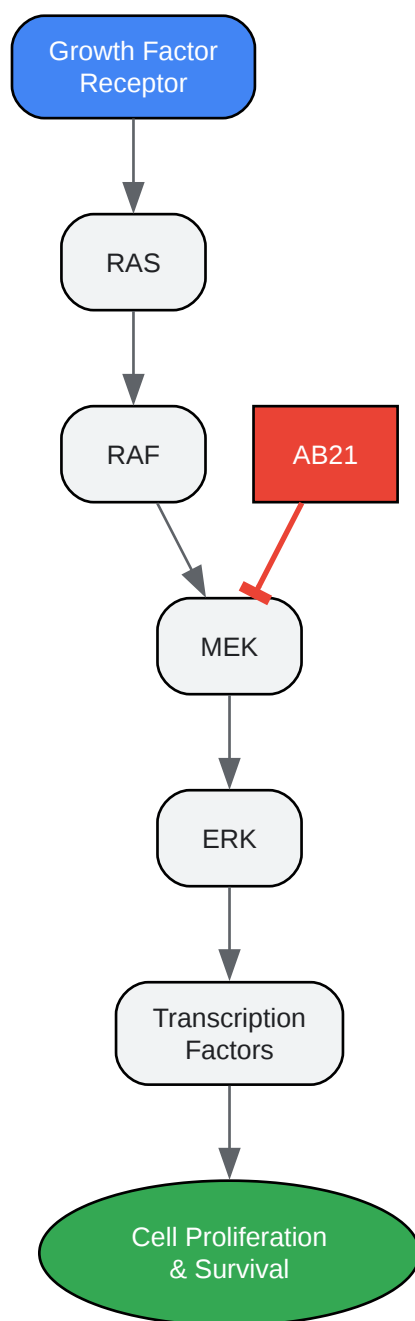 Growth Factor
Receptor
RAS
RAF
AB21
MEK
ERK
Transcription
Factors
Cell Proliferation
& Survival